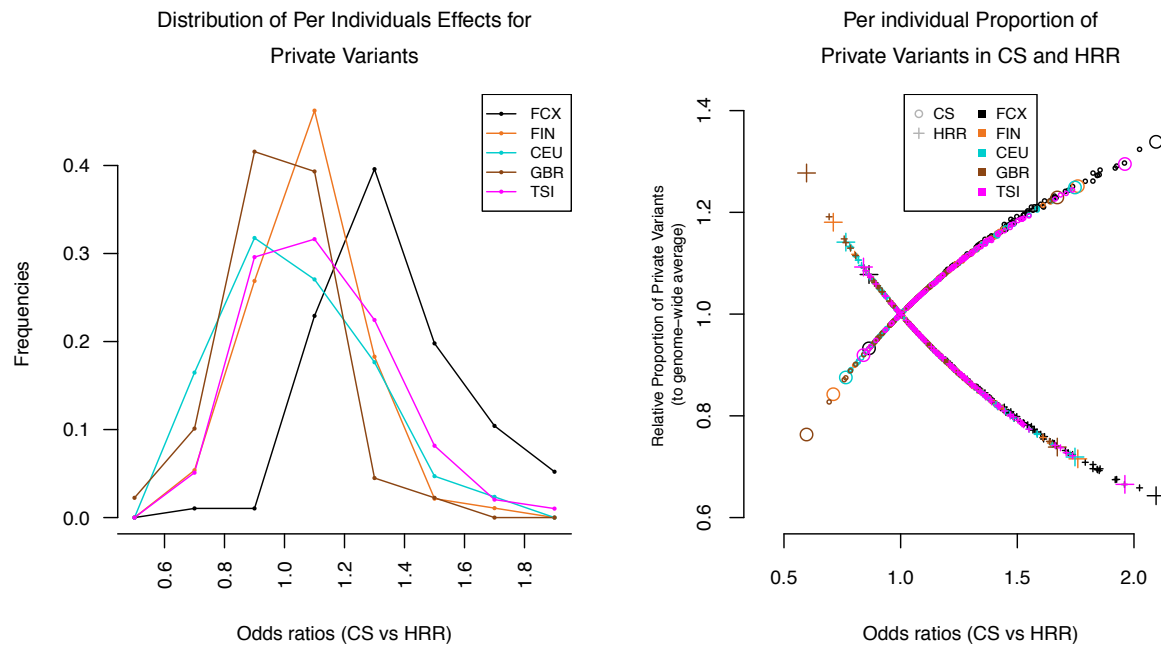 Distribution of Per Individuals Effects for
Private Variants
FCX
FIN
CEU
GBR
TSI
Frequencies
0.4
0.3
0.2
0.1
0.0
0.6
0.8
1.0
1.2
1.4
1.6
1.8
Odds ratios (CS vs HRR)
Per individual Proportion of
Private Variants in CS and HRR
CS
HRR
FCX
FIN
CEU
GBR
TSI
Relative Proportion of Private Variants
(to genome−wide average)
1.4
1.2
1.0
0.8
0.6
0.5
1.0
1.5
2.0
Odds ratios (CS vs HRR)